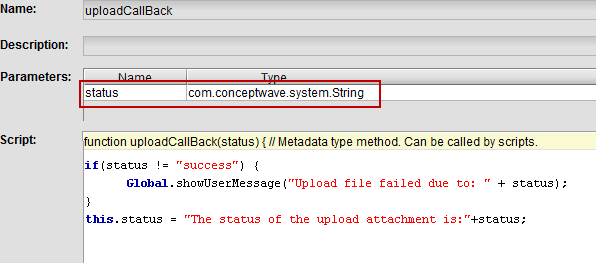 Name: uploadCallBack
Description:
Parameters: Name Type
status com.conceptwave.system.String
Script: function uploadCallBack(status) { // Metadata type method. Can be called by scripts.
if(status != "success") {
Global.showUserMessage("Upload file failed due to: " + status);
}
this.status = "The status of the upload attachment is:"+status;